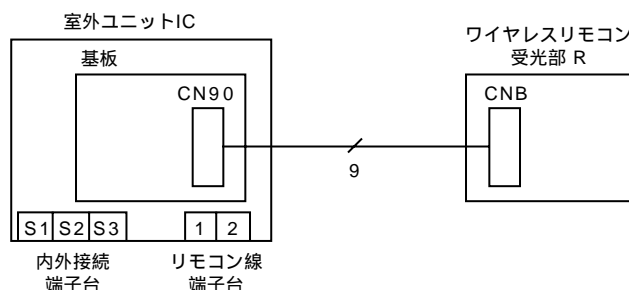 室外ユニットIC
基板
CN90
ワイヤレスリモコン
受光部 R
CNB
9
S1 S2 S3
1 2
内外接続
端子台
リモコン線
端子台